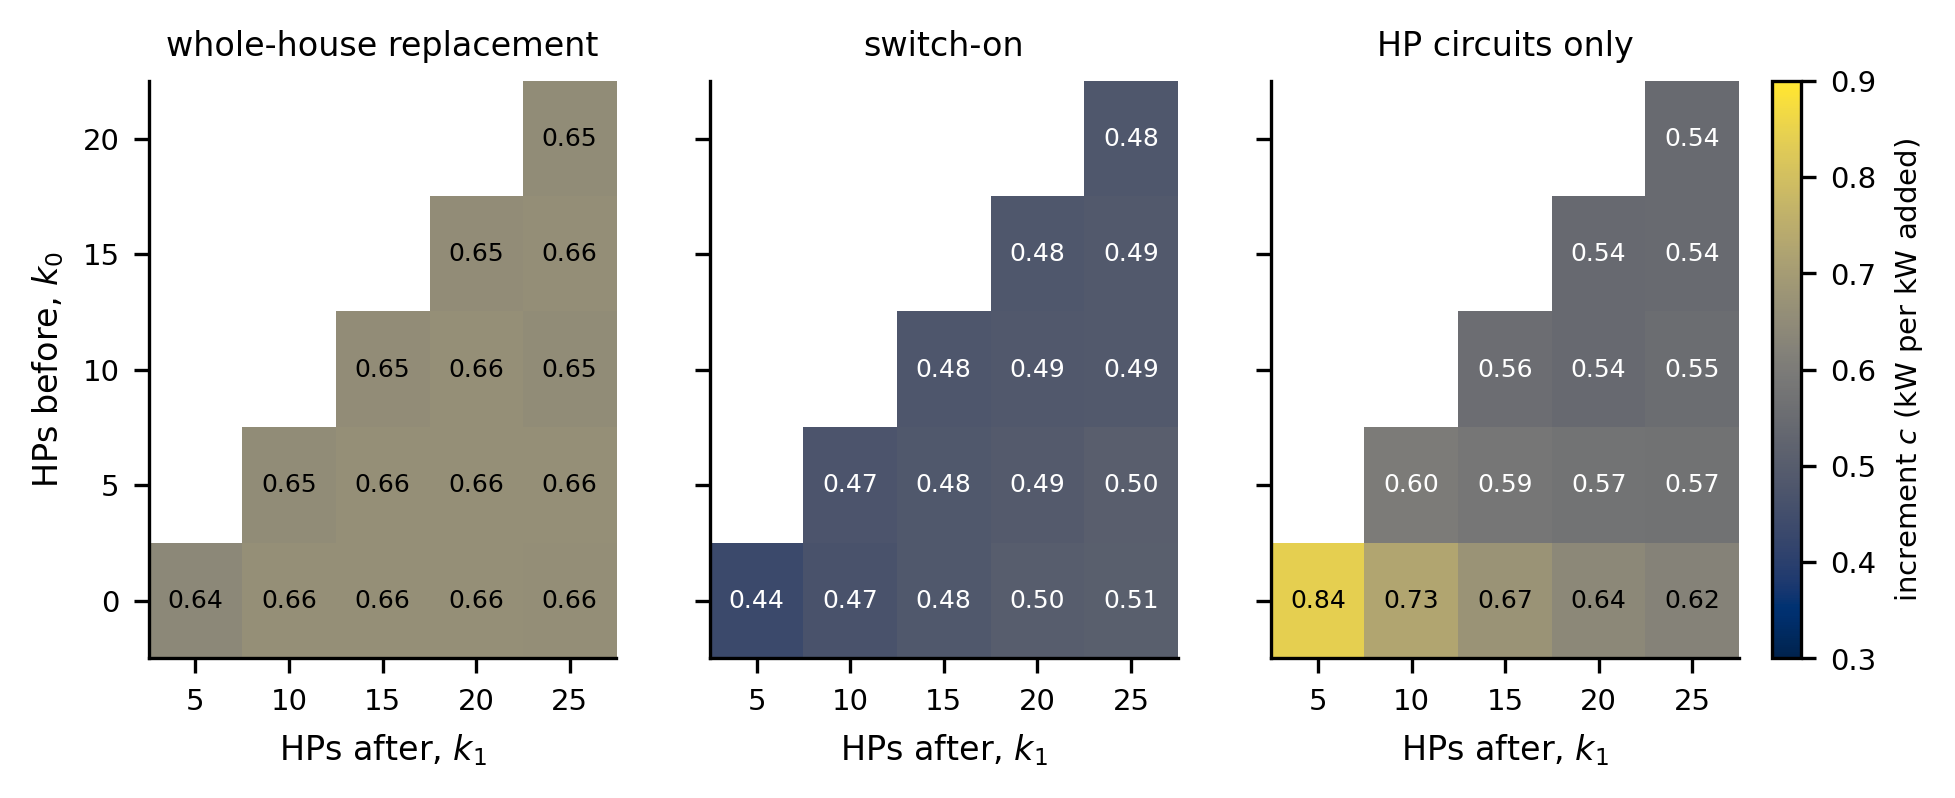 whole-house replacement
switch-on
HP circuits only
HPs before, k₀
20
15
10
5
0
0.65
0.65 0.66
0.65 0.66 0.65
0.65 0.66 0.66 0.66
0.64 0.66 0.66 0.66 0.66
5 10 15 20 25
HPs after, k₁
0.48
0.48 0.49
0.48 0.49 0.49
0.47 0.48 0.49 0.50
0.44 0.47 0.48 0.50 0.51
5 10 15 20 25
HPs after, k₁
0.54
0.54 0.54
0.56 0.54 0.55
0.60 0.59 0.57 0.57
0.84 0.73 0.67 0.64 0.62
5 10 15 20 25
HPs after, k₁
0.9
0.8
0.7
0.6
0.5
0.4
0.3
increment c (kW per kW added)